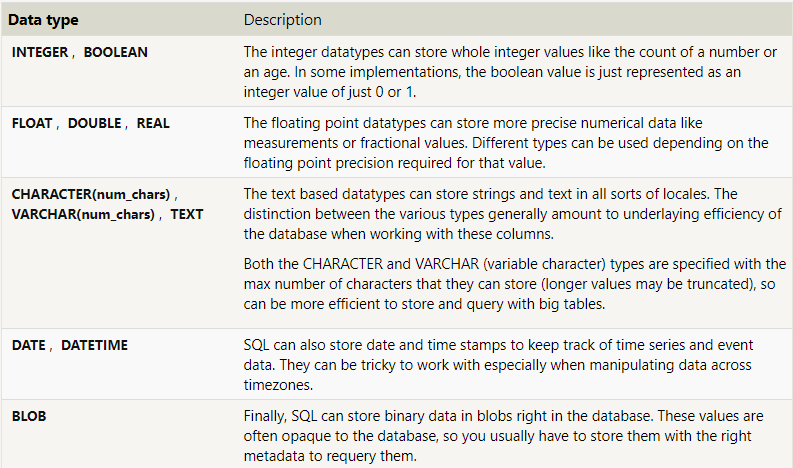 Data type Description
INTEGER , BOOLEAN The integer datatypes can store whole integer values like the count of a number or
an age. In some implementations, the boolean value is just represented as an
integer value of just 0 or 1.
FLOAT , DOUBLE , REAL The floating point datatypes can store more precise numerical data like
measurements or fractional values. Different types can be used depending on the
floating point precision required for that value.
CHARACTER(num_chars) , The text based datatypes can store strings and text in all sorts of locales. The
VARCHAR(num_chars) , TEXT distinction between the various types generally amount to underlaying efficiency of
the database when working with these columns.
Both the CHARACTER and VARCHAR (variable character) types are specified with the
max number of characters that they can store (longer values may be truncated), so
can be more efficient to store and query with big tables.
DATE , DATETIME SQL can also store date and time stamps to keep track of time series and event
data. They can be tricky to work with especially when manipulating data across
timezones.
BLOB Finally, SQL can store binary data in blobs right in the database. These values are
often opaque to the database, so you usually have to store them with the right
metadata to requery them.